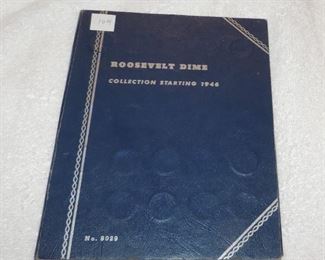 ROOSEVELT DIME
COLLECTION STARTING 1946
No. 9029